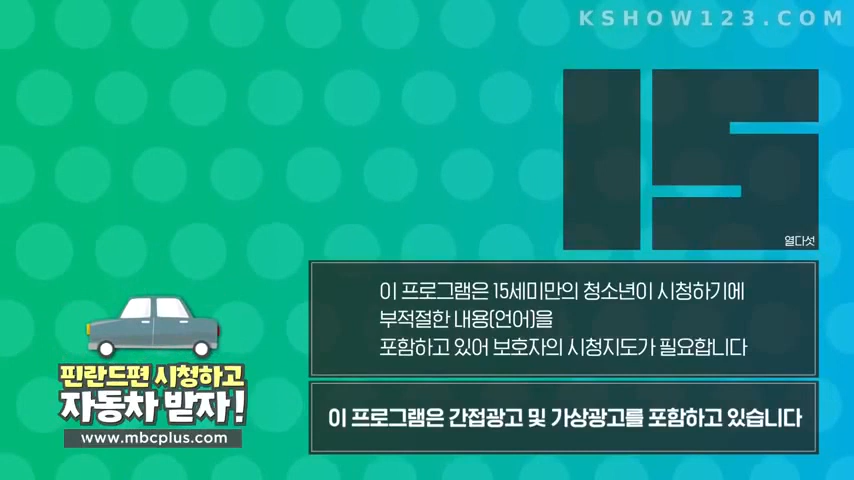 KSHOW123.COM
15
열다섯
이 프로그램은 15세미만의 청소년이 시청하기에
부적절한 내용(언어)을
포함하고 있어 보호자의 시청지도가 필요합니다
이 프로그램은 간접광고 및 가상광고를 포함하고 있습니다
핀란드편 시청하고
자동차 받자!
www.mbcplus.com